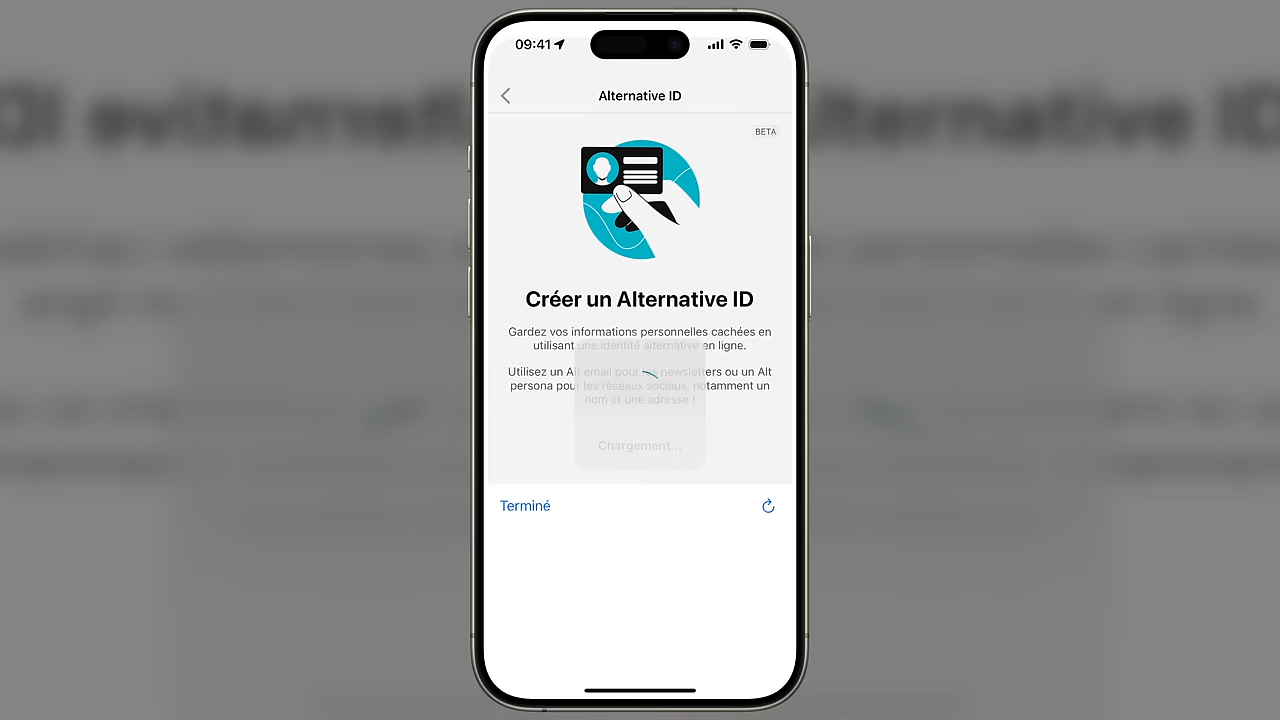 09:41
Alternative ID
BETA
Créer un Alternative ID
Gardez vos informations personnelles cachées en
utilisant une identité alternative en ligne.
Utilisez un Alt email pour les newsletters ou un Alt
persona pour les réseaux sociaux, notamment un
nom et une adresse !
Chargement...
Terminé